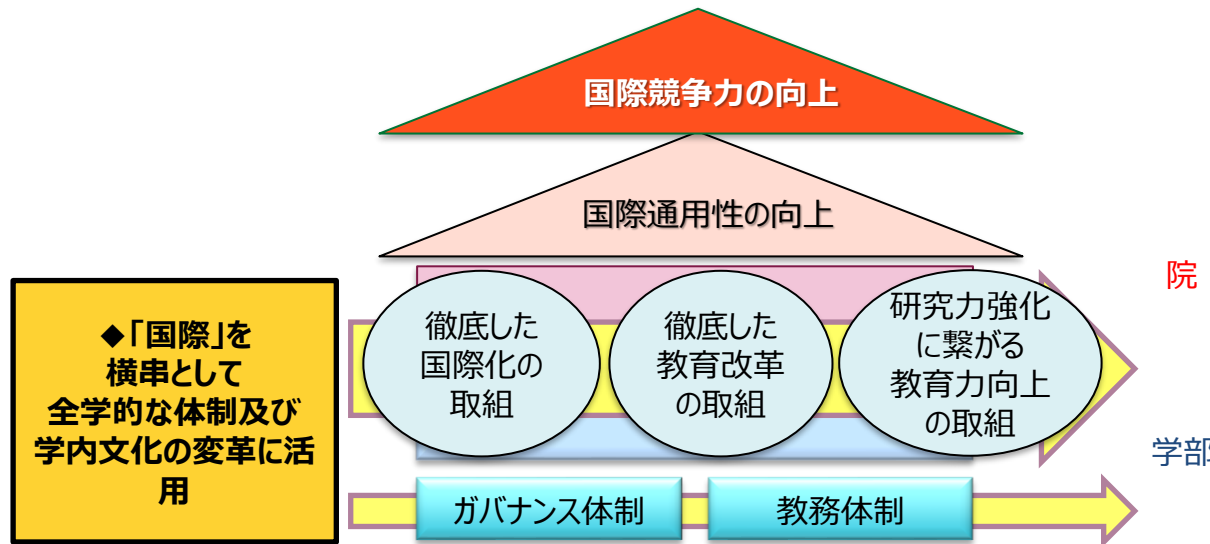 国際競争力の向上
国際通用性の向上
◆「国際」を
横串として
全学的な体制及び
学内文化の変革に活
用
徹底した
国際化の
取組
徹底した
教育改革
の取組
研究力強化
に繋がる
教育力向上
の取組
院
学部
ガバナンス体制
教務体制